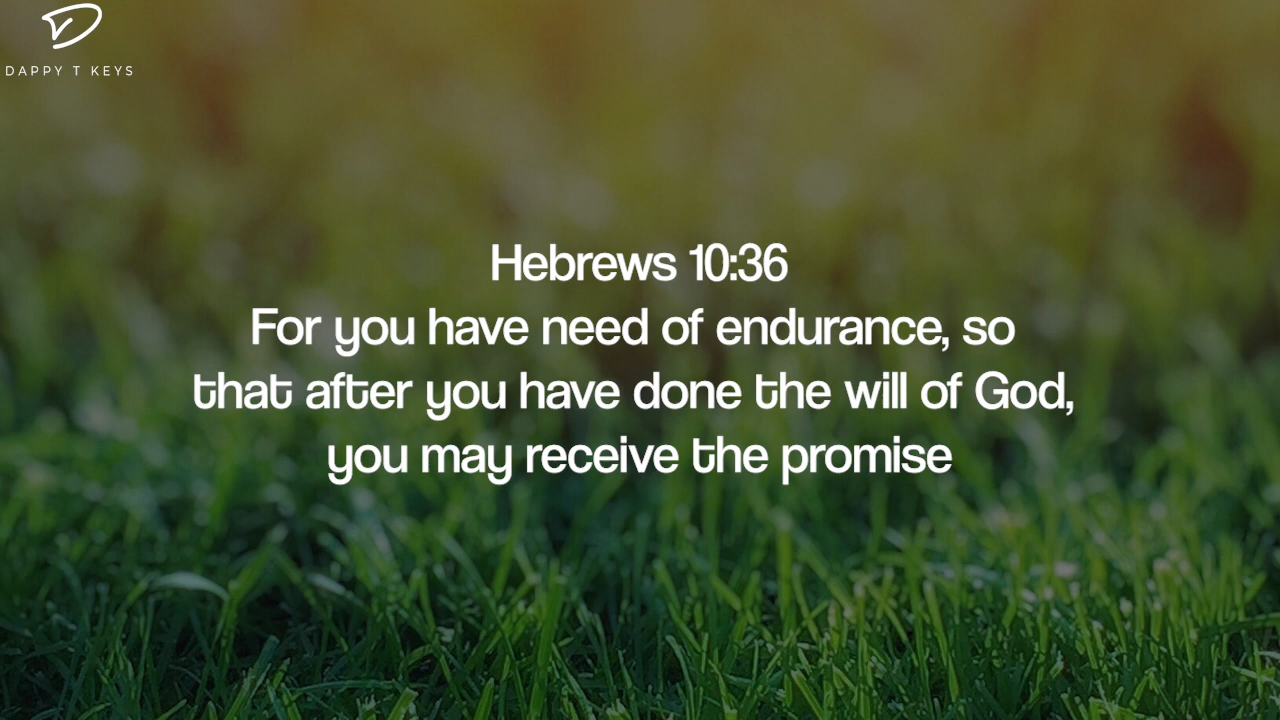 DAPPY T KEYS
Hebrews 10:36
For you have need of endurance, so
that after you have done the will of God,
you may receive the promise